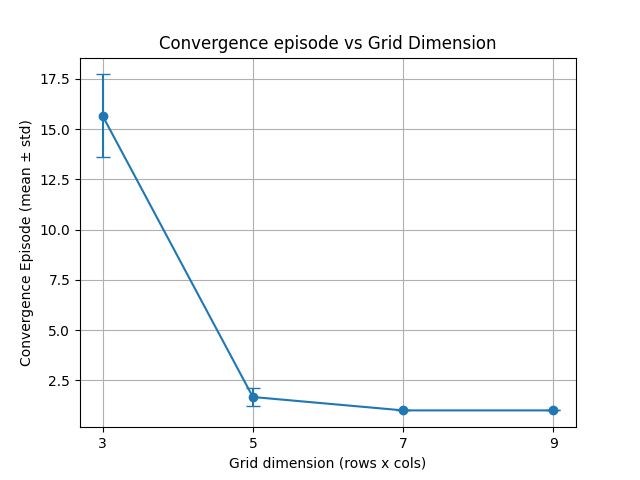 Convergence episode vs Grid Dimension
Convergence Episode (mean ± std)
17.5
15.0
12.5
10.0
7.5
5.0
2.5
3 5 7 9
Grid dimension (rows x cols)